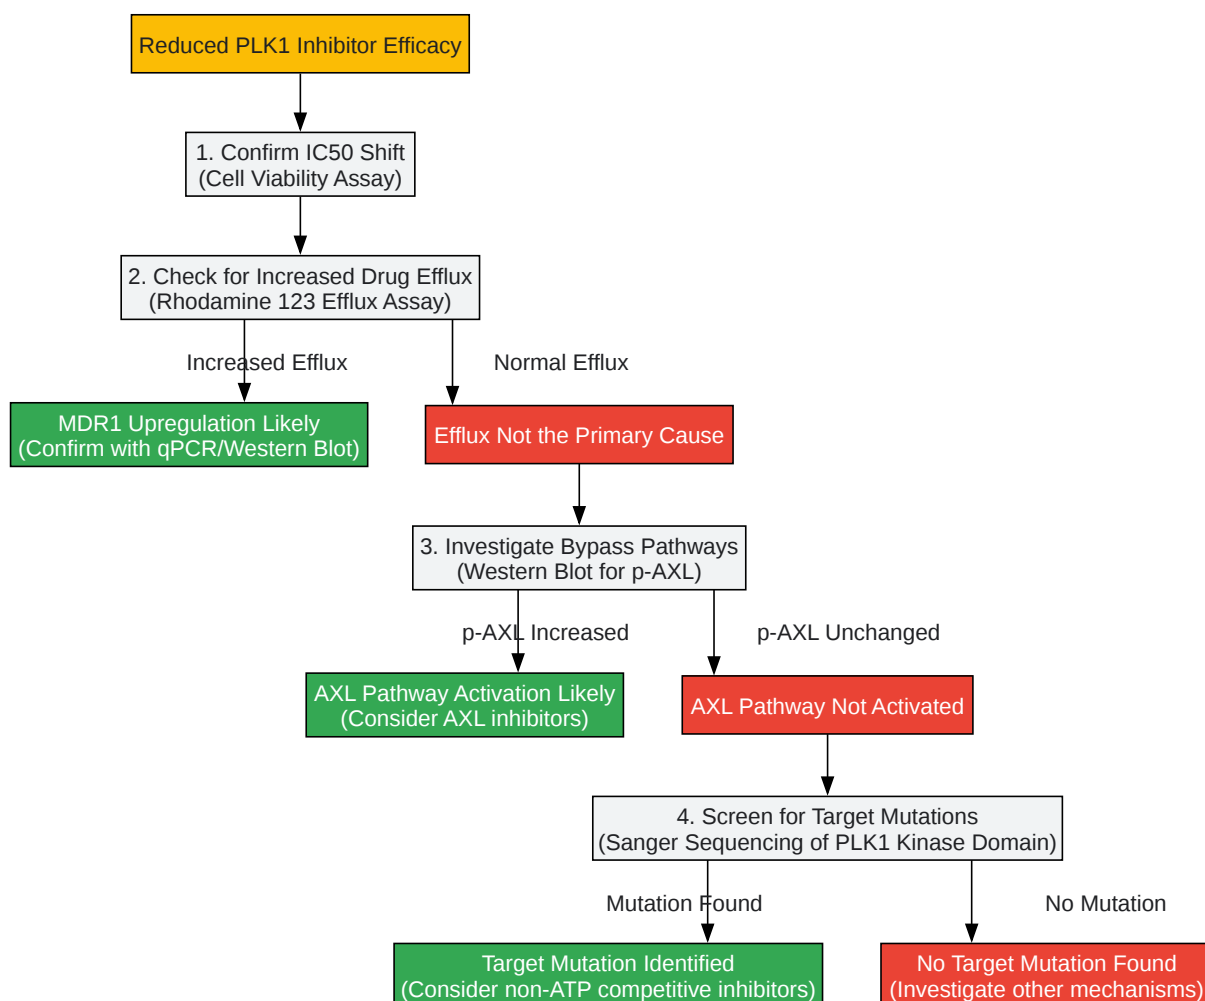 Reduced PLK1 Inhibitor Efficacy
1. Confirm IC50 Shift
(Cell Viability Assay)
2. Check for Increased Drug Efflux
(Rhodamine 123 Efflux Assay)
Increased Efflux
Normal Efflux
MDR1 Upregulation Likely
(Confirm with qPCR/Western Blot)
Efflux Not the Primary Cause
3. Investigate Bypass Pathways
(Western Blot for p-AXL)
p-AXL Increased
p-AXL Unchanged
AXL Pathway Activation Likely
(Consider AXL inhibitors)
AXL Pathway Not Activated
4. Screen for Target Mutations
(Sanger Sequencing of PLK1 Kinase Domain)
Mutation Found
No Mutation
Target Mutation Identified
(Consider non-ATP competitive inhibitors)
No Target Mutation Found
(Investigate other mechanisms)